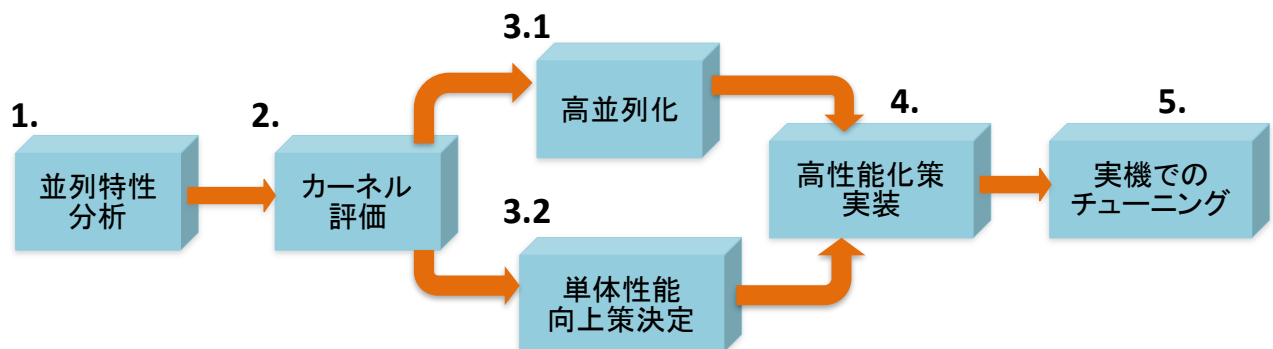 1.
並列特性
分析
2.
カーネル
評価
3.1
高並列化
3.2
単体性能
向上策決定
4.
高性能化策
実装
5.
実機での
チューニング